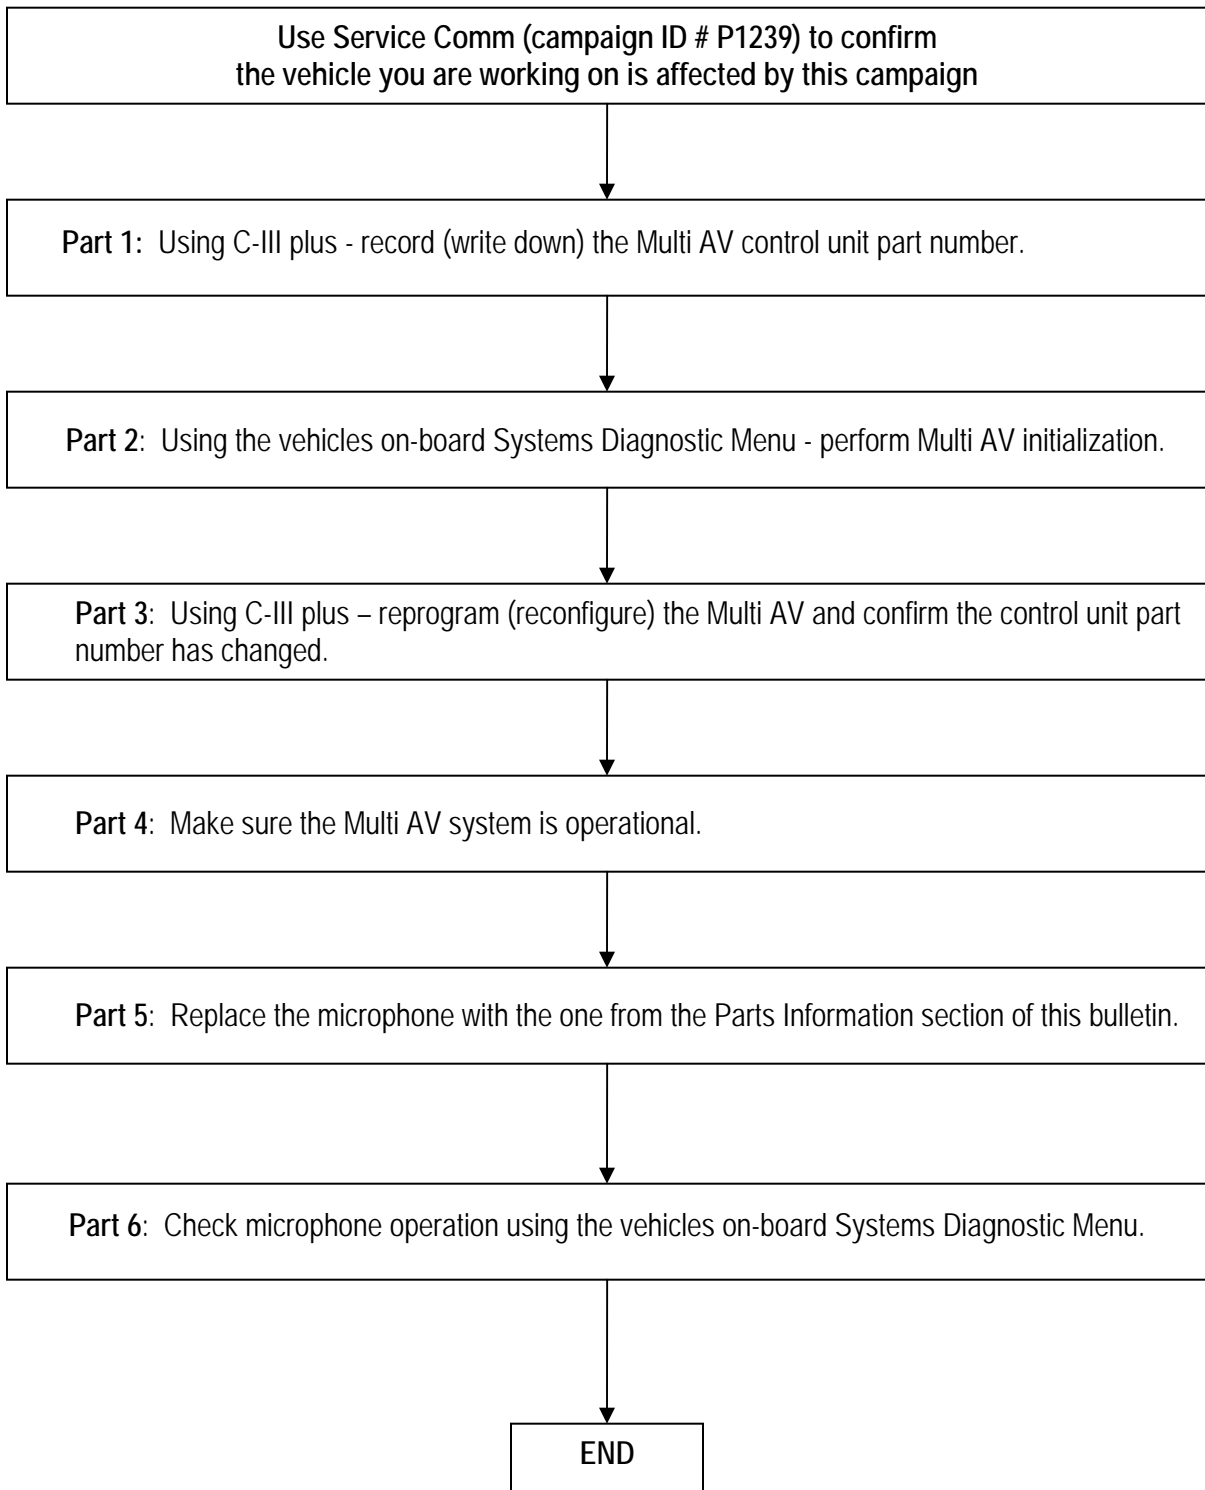 Use Service Comm (campaign ID # P1239) to confirm
the vehicle you are working on is affected by this campaign
Part 1: Using C-III plus - record (write down) the Multi AV control unit part number.
Part 2: Using the vehicles on-board Systems Diagnostic Menu - perform Multi AV initialization.
Part 3: Using C-III plus – reprogram (reconfigure) the Multi AV and confirm the control unit part
number has changed.
Part 4: Make sure the Multi AV system is operational.
Part 5: Replace the microphone with the one from the Parts Information section of this bulletin.
Part 6: Check microphone operation using the vehicles on-board Systems Diagnostic Menu.
END